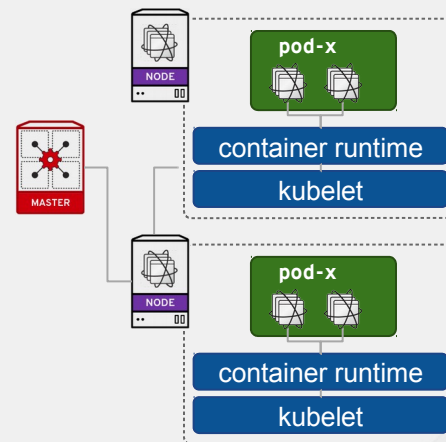 pod-x
NODE
container runtime
kubelet
MASTER
pod-x
NODE
container runtime
kubelet